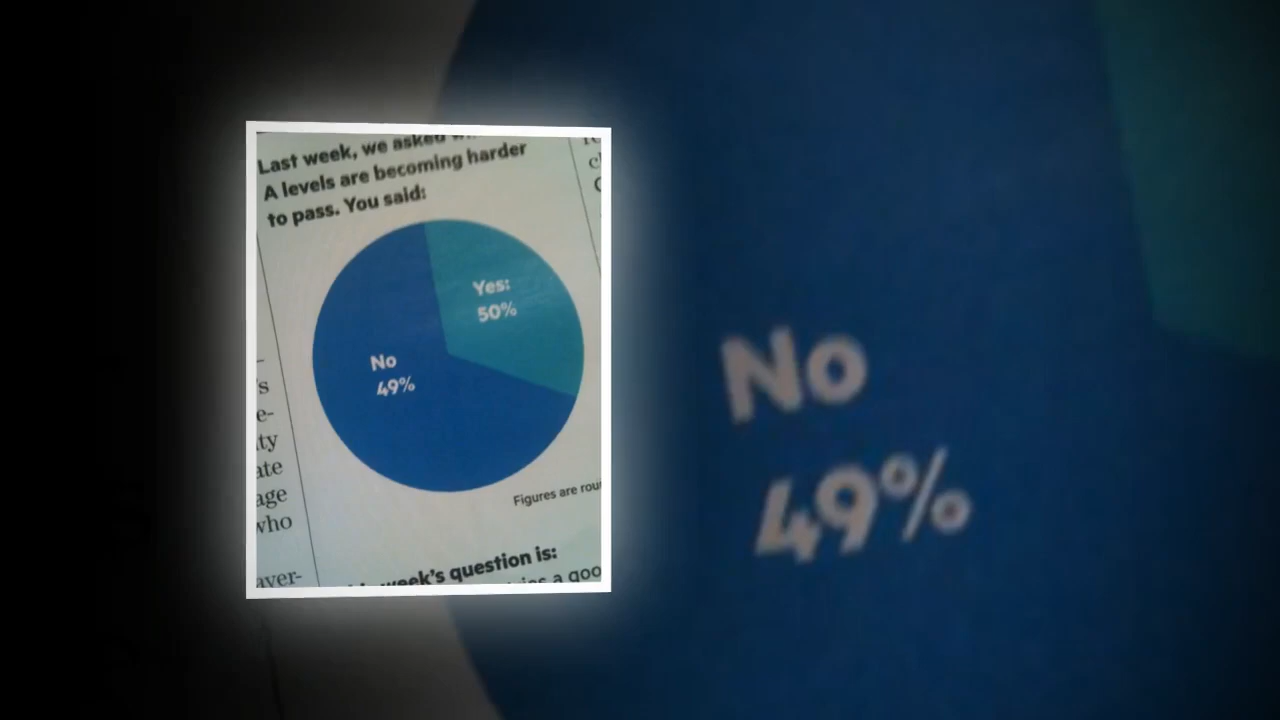 Last week, we asked
A levels are becoming harder
to pass. You said:
Yes:
50%
No
49%
's
e-
ity
ate
age
who
aver-
Figures are
week's question is:
a
No
49%